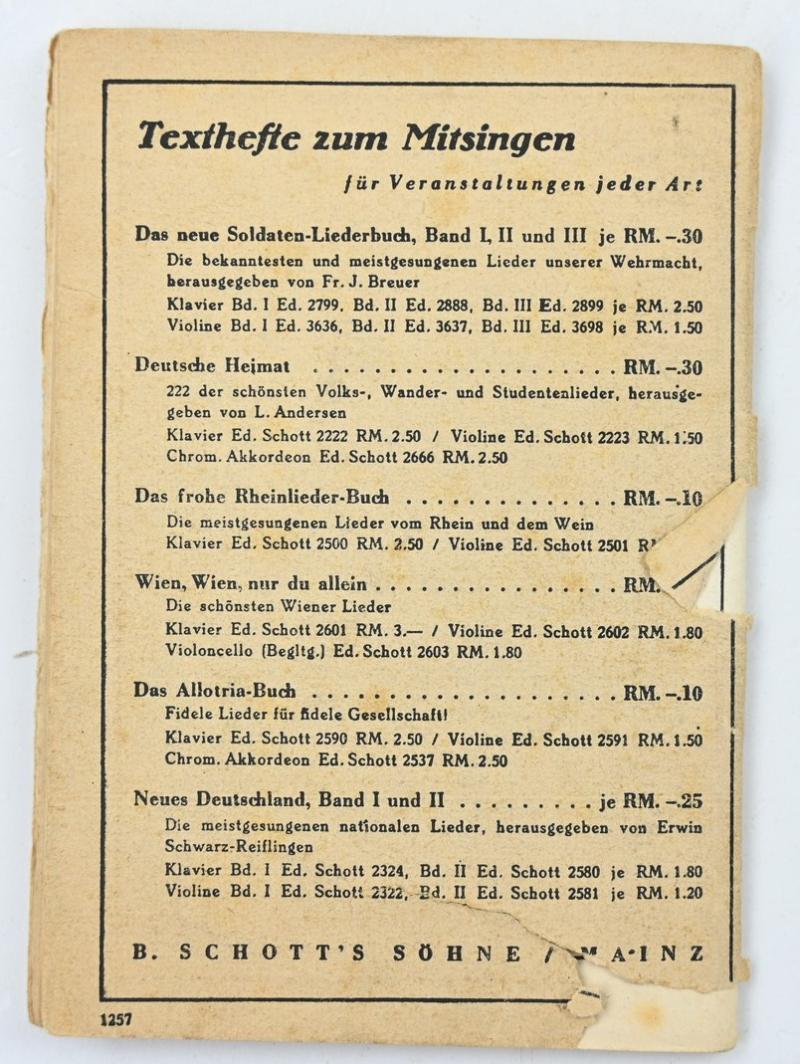 Texthefte zum Mitsingen
für Veranstaltungen jeder Art
Das neue Soldaten-Liederbuch, Band I, II und III je RM. –.30
Die bekanntesten und meistgesungenen Lieder unserer Wehrmacht,
herausgegeben von Fr. J. Breuer
Klavier Bd. I Ed. 2799, Bd. II Ed. 2888, Bd. III Ed. 2899 je RM. 2.50
Violine Bd. I Ed. 3636, Bd. II Ed. 3637, Bd. III Ed. 3698 je RM. 1.50
Deutsche Heimat . . . . . . . . . . . . . . . . . . . . RM. –.30
222 der schönsten Volks-, Wander- und Studentenlieder, herausge-
geben von L. Andersen
Klavier Ed. Schott 2222 RM. 2.50 / Violine Ed. Schott 2223 RM. 1.50
Chrom. Akkordeon Ed. Schott 2666 RM. 2.50
Das frohe Rheinlieder-Buch . . . . . . . . . . . . . . RM. –.10
Die meistgesungenen Lieder vom Rhein und dem Wein
Klavier Ed. Schott 2500 RM. 2.50 / Violine Ed. Schott 2501
Wien, Wien, nur du allein . . . . . . . . . . . . . . . . RM.
Die schönsten Wiener Lieder
Klavier Ed. Schott 2601 RM. 3.— / Violine Ed. Schott 2602 RM. 1.80
Violoncello (Begltg.) Ed. Schott 2603 RM. 1.80
Das Allotria-Buch . . . . . . . . . . . . . . . . . . . . RM. –.10
Fidele Lieder für fidele Gesellschaft!
Klavier Ed. Schott 2590 RM. 2.50 / Violine Ed. Schott 2591 RM. 1.50
Chrom. Akkordeon Ed. Schott 2537 RM. 2.50
Neues Deutschland, Band I und II . . . . . . . . . je RM. –.25
Die meistgesungenen nationalen Lieder, herausgegeben von Erwin
Schwarz-Reiflingen
Klavier Bd. I Ed. Schott 2324, Bd. II Ed. Schott 2580 je RM. 1.80
Violine Bd. I Ed. Schott 2322, Bd. II Ed. Schott 2581 je RM. 1.20
B. SCHOTT'S SÖHNE / MAINZ
1257